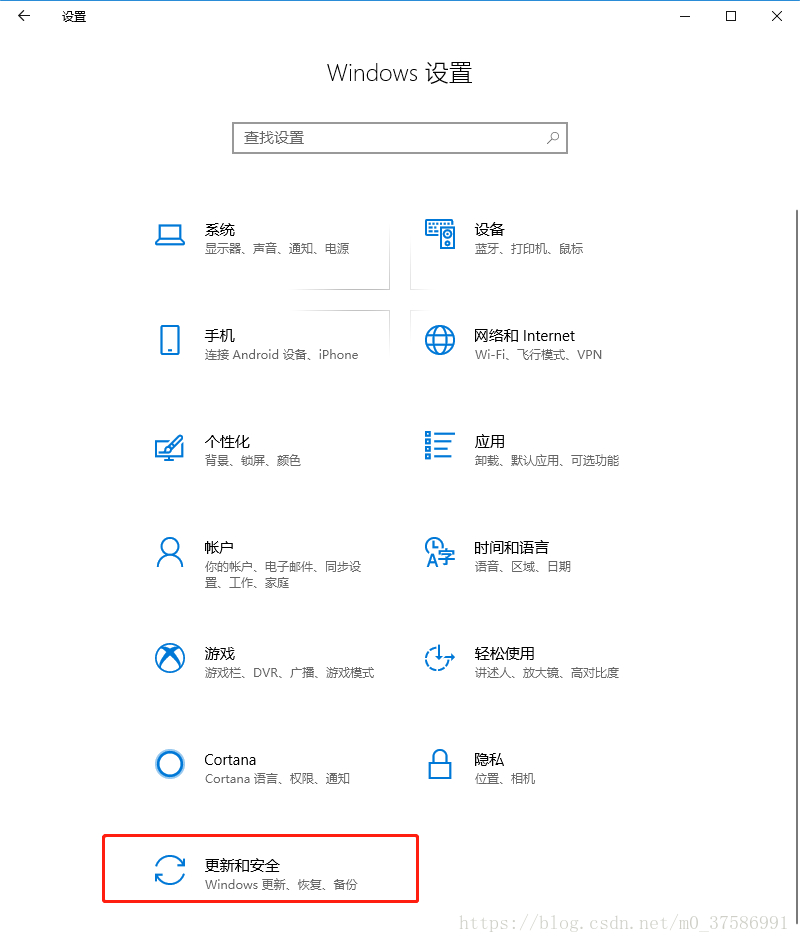 设置
Windows 设置
查找设置
系统
显示器、声音、通知、电源
设备
蓝牙、打印机、鼠标
手机
连接 Android 设备、iPhone
网络和 Internet
Wi-Fi、飞行模式、VPN
个性化
背景、锁屏、颜色
应用
卸载、默认应用、可选功能
帐户
你的帐户、电子邮件、同步设
置、工作、家庭
时间和语言
语音、区域、日期
游戏
游戏栏、DVR、广播、游戏模式
轻松使用
讲述人、放大镜、高对比度
Cortana
Cortana 语言、权限、通知
隐私
位置、相机
更新和安全
Windows 更新、恢复、备份
https://blog.csdn.net/m0_37586991